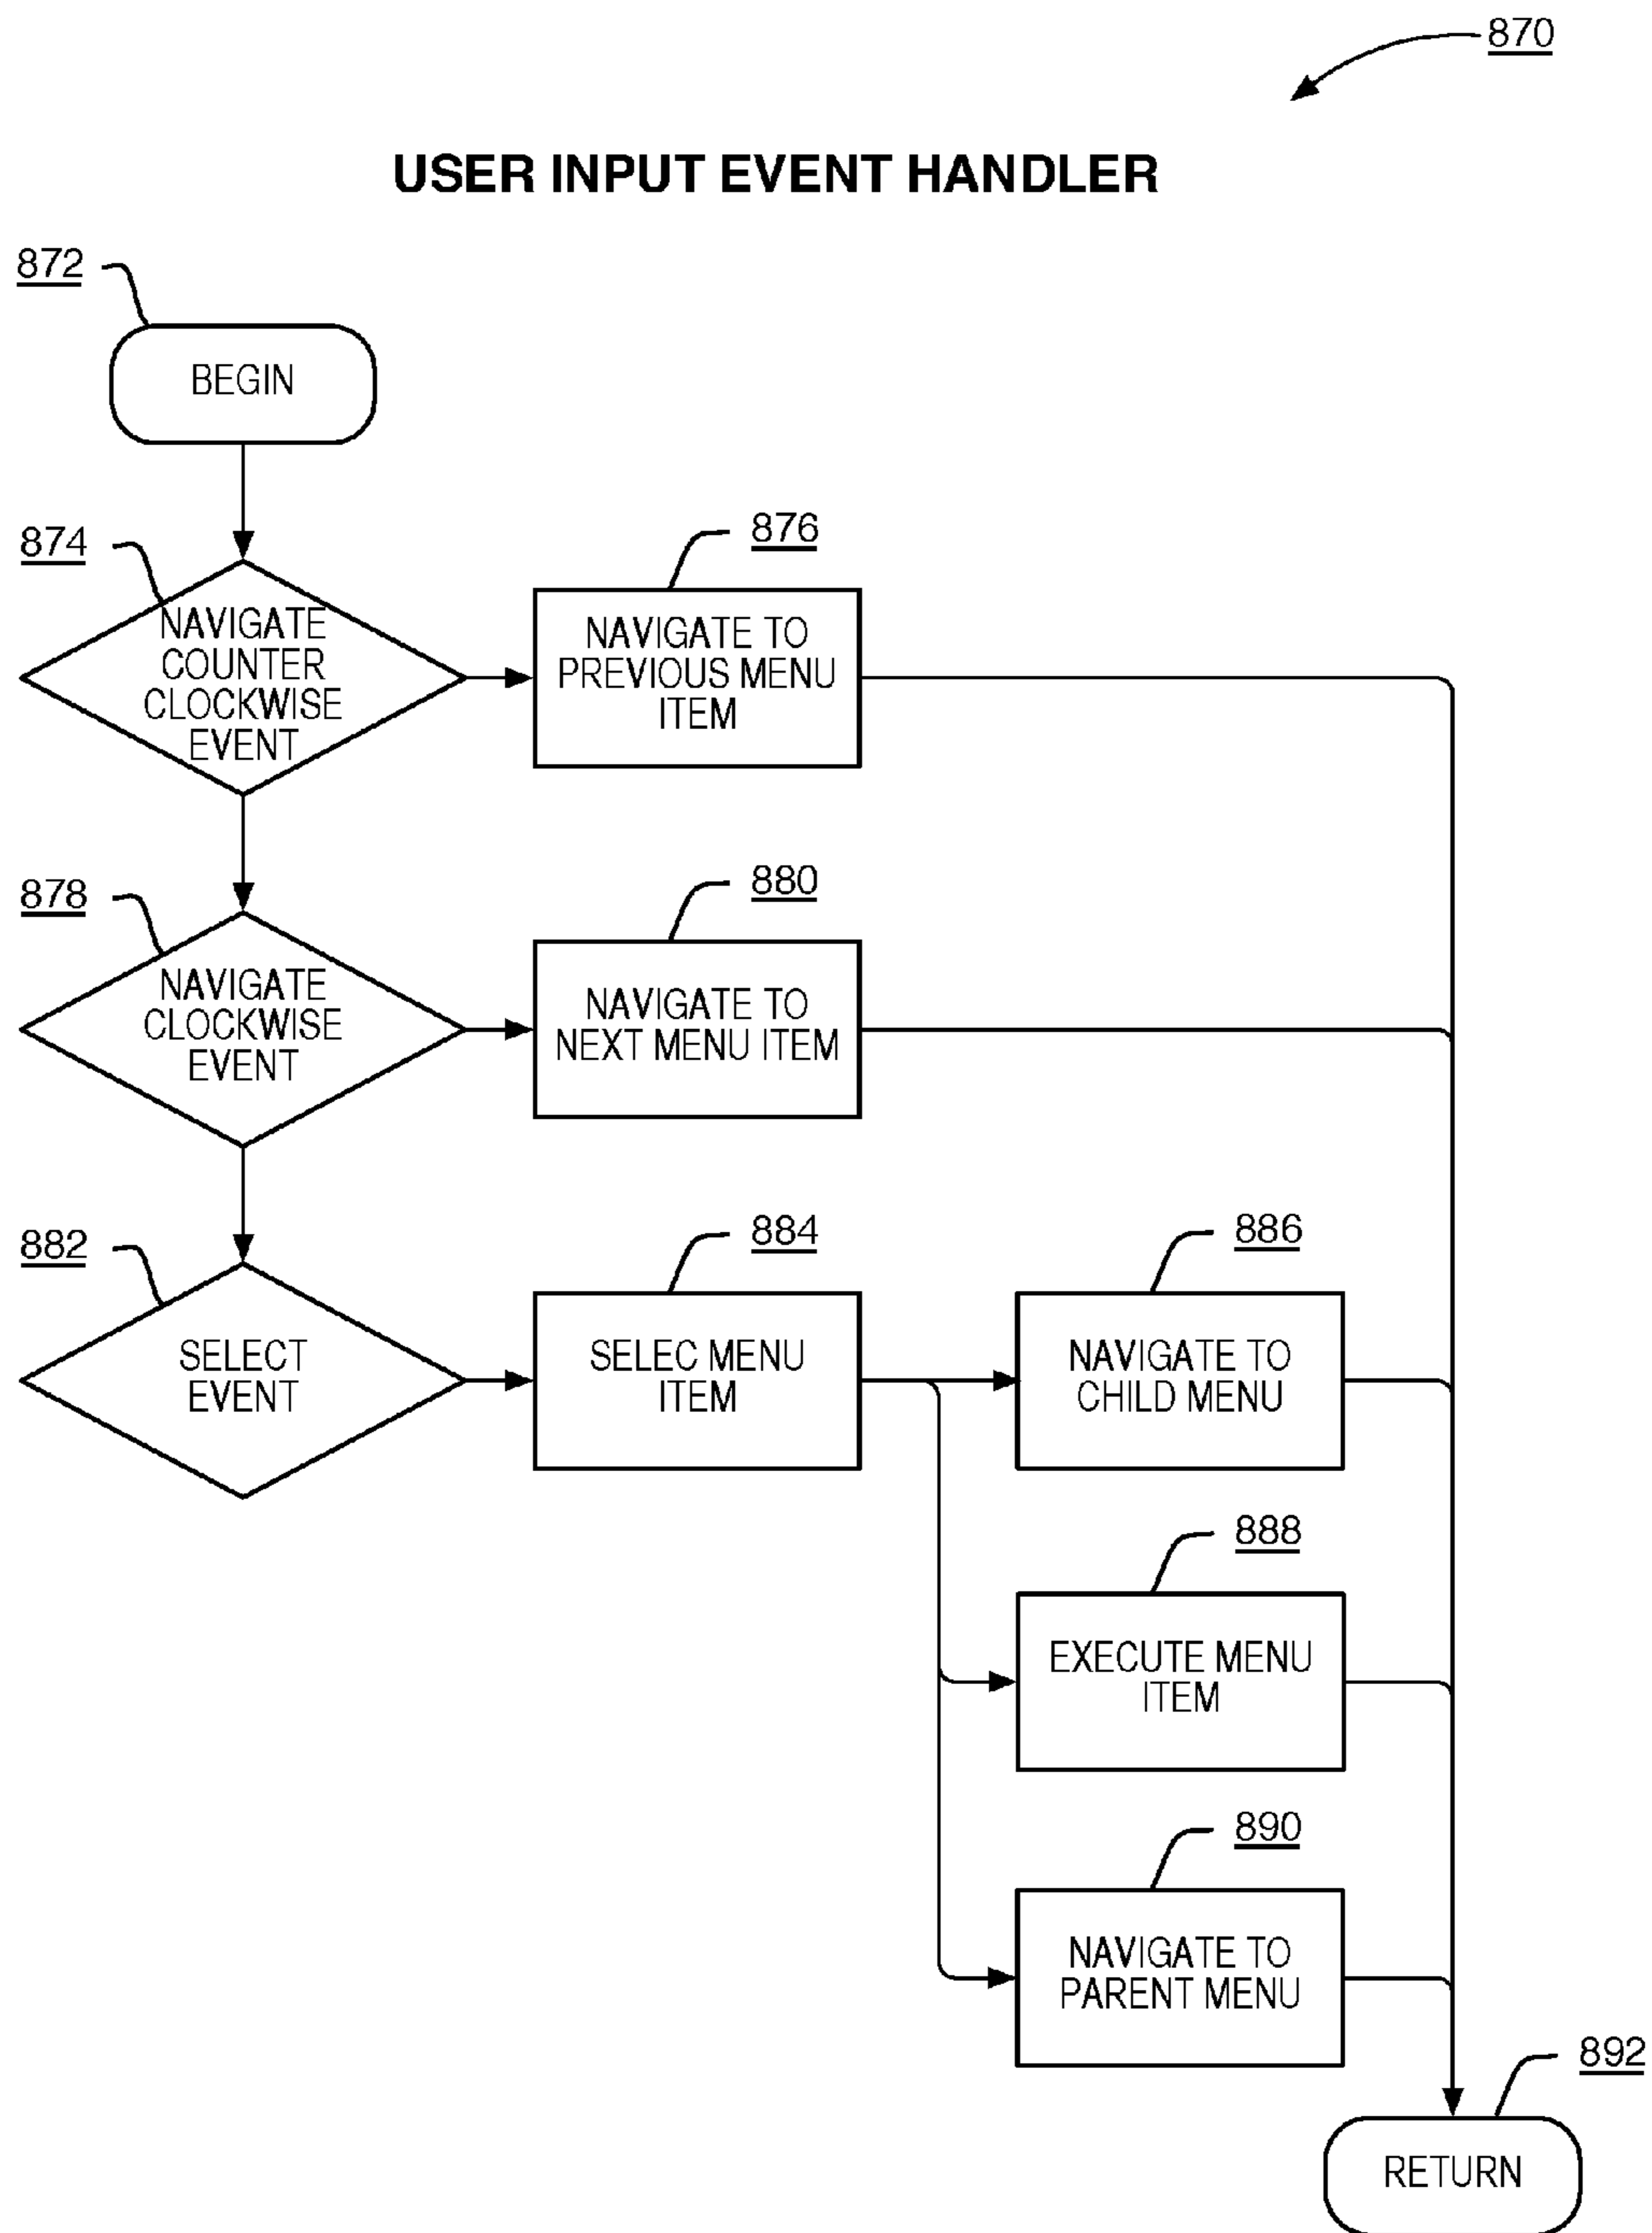 870
USER INPUT EVENT HANDLER
872
BEGIN
874
NAVIGATE
COUNTER
CLOCKWISE
EVENT
876
NAVIGATE TO
PREVIOUS MENU
ITEM
878
NAVIGATE
CLOCKWISE
EVENT
880
NAVIGATE TO
NEXT MENU ITEM
882
SELECT
EVENT
884
SELEC MENU
ITEM
886
NAVIGATE TO
CHILD MENU
888
EXECUTE MENU
ITEM
890
NAVIGATE TO
PARENT MENU
892
RETURN